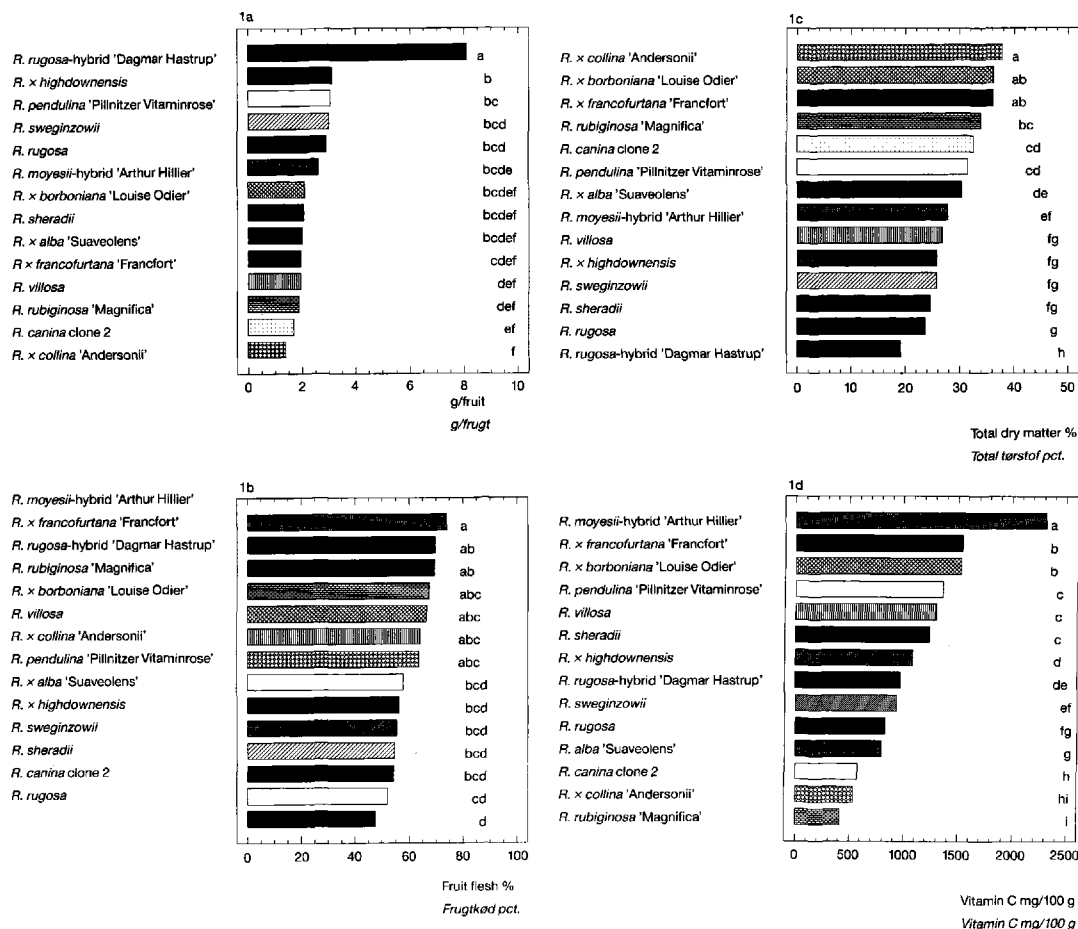 1a
R. rugosa-hybrid 'Dagmar Hastrup' a
R. × highdownensis b
R. pendulina 'Pillnitzer Vitaminrose' bc
R. sweginzowii bcd
R. rugosa bcd
R. moyesii-hybrid 'Arthur Hillier' bcde
R. × borboniana 'Louise Odier' bcdef
R. sheradii bcdef
R. × alba 'Suaveolens' bcdef
R × francofurtana 'Francfort' cdef
R. villosa def
R. rubiginosa 'Magnifica' def
R. canina clone 2 ef
R. × collina 'Andersonii' f
0 2 4 6 8 10
g/fruit
g/frugt
1c
R. × collina 'Andersonii' a
R. × borboniana 'Louise Odier' ab
R. × francofurtana 'Francfort' ab
R. rubiginosa 'Magnifica' bc
R. canina clone 2 cd
R. pendulina 'Pillnitzer Vitaminrose' cd
R. × alba 'Suaveolens' de
R. moyesii-hybrid 'Arthur Hillier' ef
R. villosa fg
R. × highdownensis fg
R. sweginzowii fg
R. sheradii fg
R. rugosa g
R. rugosa-hybrid 'Dagmar Hastrup' h
0 10 20 30 40 50
Total dry matter %
Total tørstof pct.
1b
R. moyesii-hybrid 'Arthur Hillier'
R. × francofurtana 'Francfort' a
R. rugosa-hybrid 'Dagmar Hastrup' ab
R. rubiginosa 'Magnifica' ab
R. × borboniana 'Louise Odier' abc
R. villosa abc
R. × collina 'Andersonii' abc
R. pendulina 'Pillnitzer Vitaminrose' abc
R. × alba 'Suaveolens' bcd
R. × highdownensis bcd
R. sweginzowii bcd
R. sheradii bcd
R. canina clone 2 bcd
R. rugosa cd
d
0 20 40 60 80 100
Fruit flesh %
Frugtkød pct.
1d
R. moyesii-hybrid 'Arthur Hillier' a
R. × francofurtana 'Francfort' b
R. × borboniana 'Louise Odier' b
R. pendulina 'Pillnitzer Vitaminrose' c
R. villosa c
R. sheradii c
R. × highdownensis d
R. rugosa-hybrid 'Dagmar Hastrup' de
R. sweginzowii ef
R. rugosa fg
R. alba 'Suaveolens' g
R. canina clone 2 h
R. × collina 'Andersonii' hi
R. rubiginosa 'Magnifica' i
0 500 1000 1500 2000 2500
Vitamin C mg/100 g
Vitamin C mg/100 g